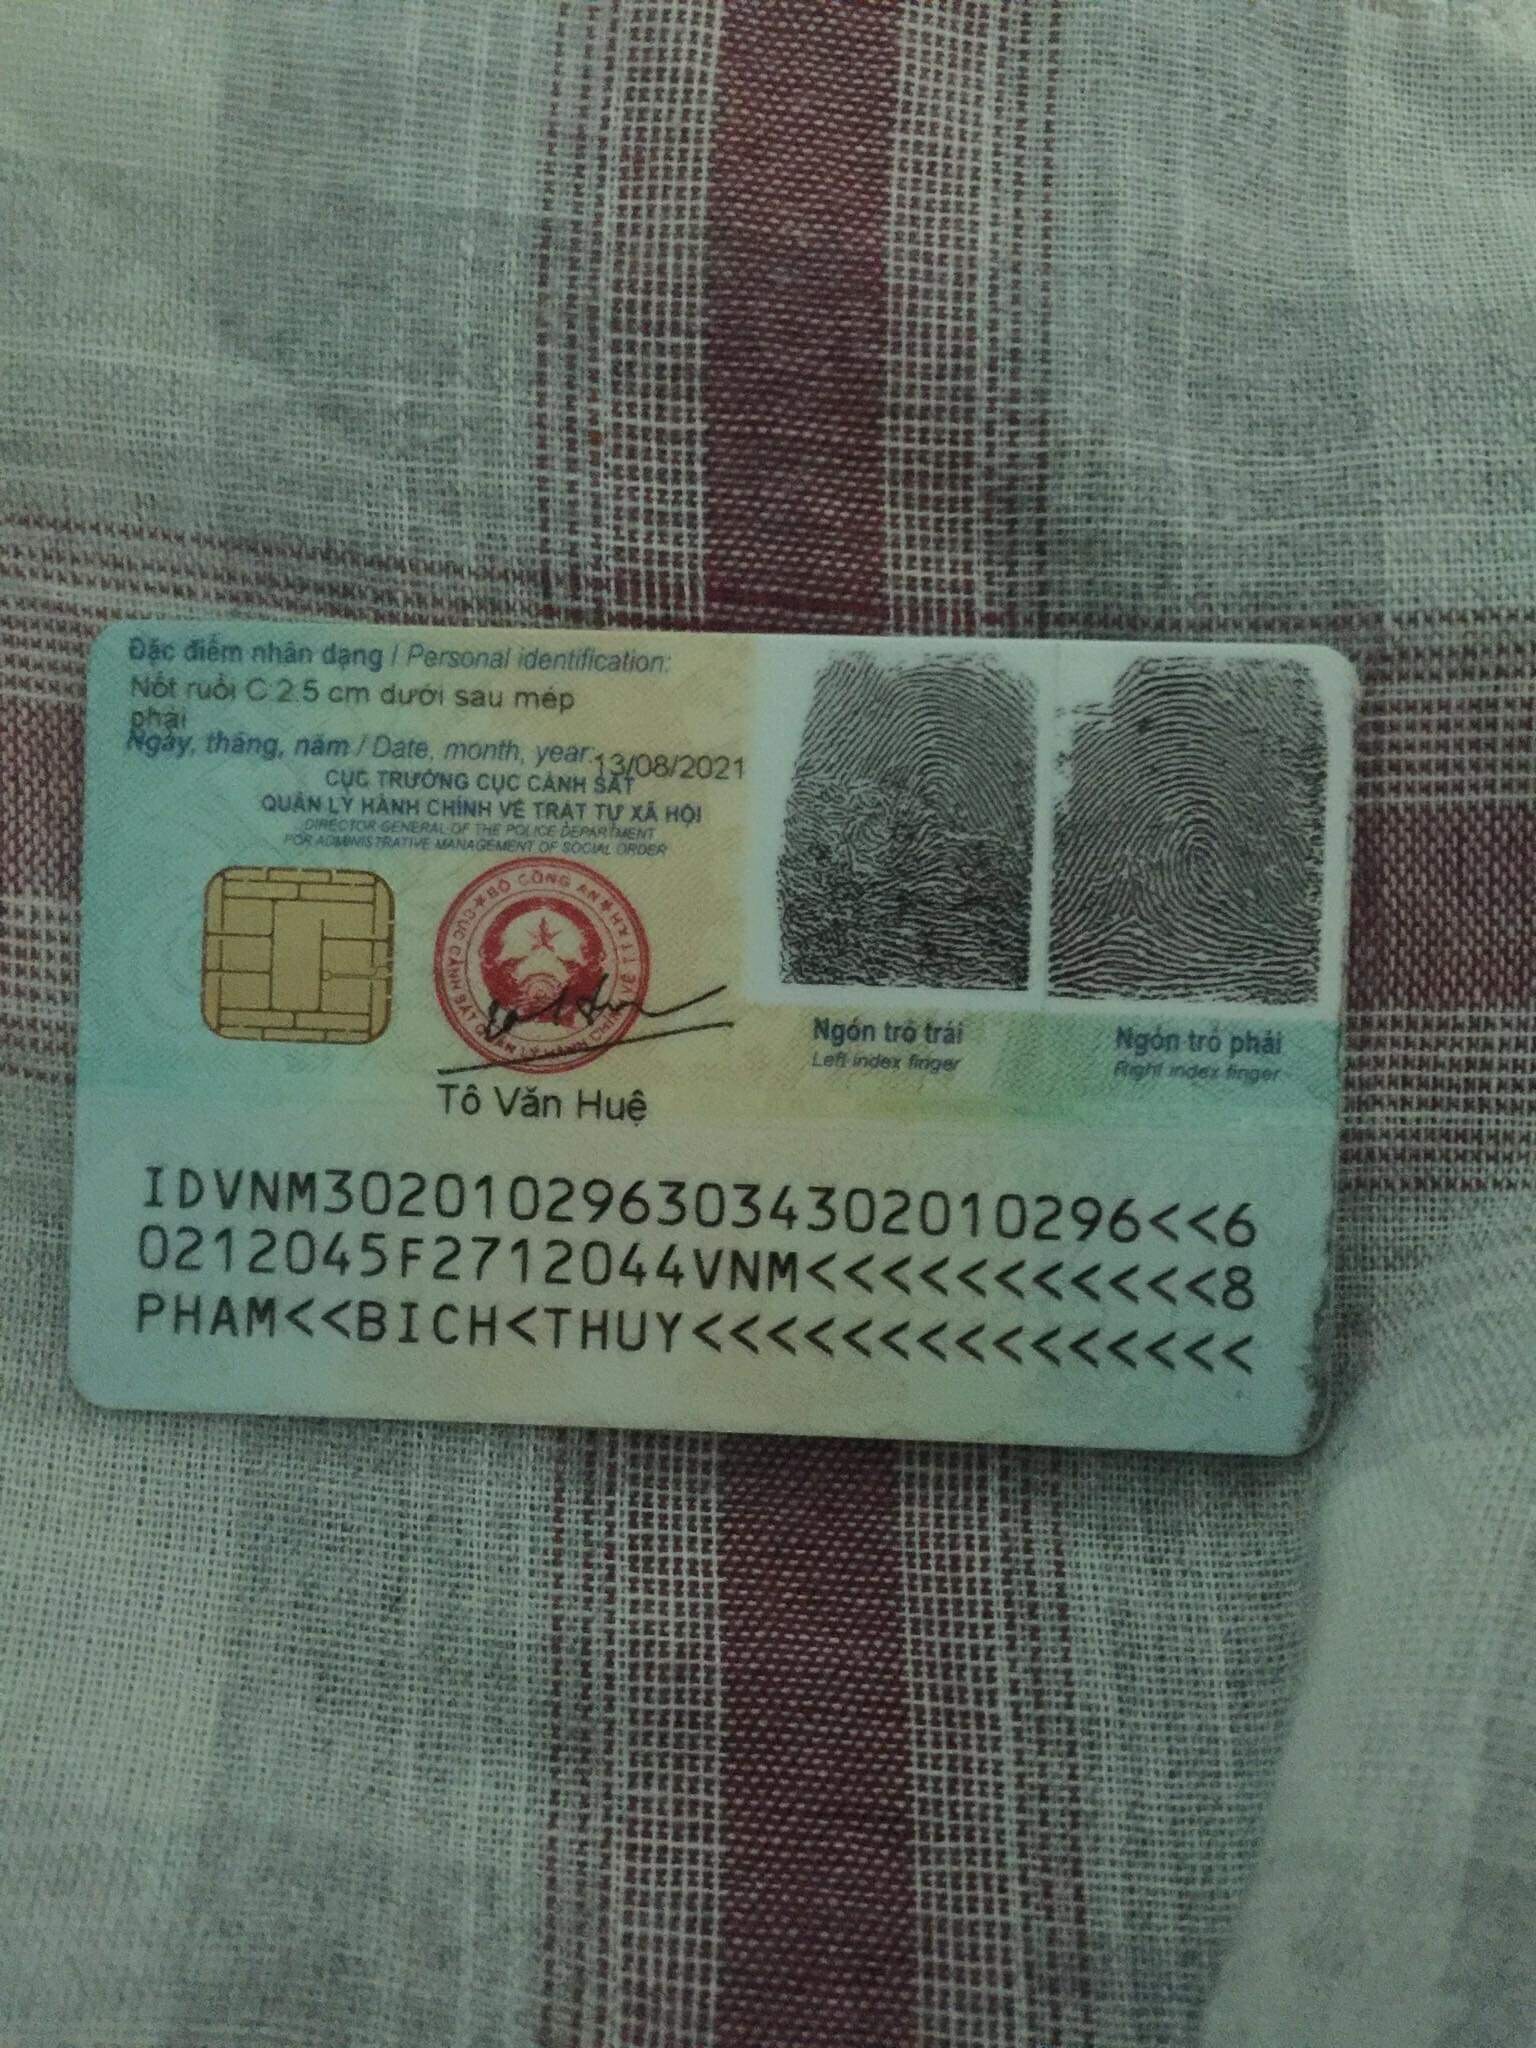 Đặc điểm nhân dạng / Personal identification:
Nốt ruồi C 2.5 cm dưới sau mép
phải
Ngày, tháng, năm / Date, month, year: 13/08/2021
CỤC TRƯỞNG CỤC CẢNH SÁT
QUẢN LÝ HÀNH CHÍNH VỀ TRẬT TỰ XÃ HỘI
DIRECTOR GENERAL OF THE POLICE DEPARTMENT
FOR ADMINISTRATIVE MANAGEMENT OF SOCIAL ORDER
BỘ CÔNG AN
Tô Văn Huệ
Ngón trỏ trái
Left index finger
Ngón trỏ phải
Right index finger
IDVNM3020102963034302010296<<6
0212045F2712044VNM<<<<<<<<<<<8
PHAM<<BICH<THUY<<<<<<<<<<<<<<<